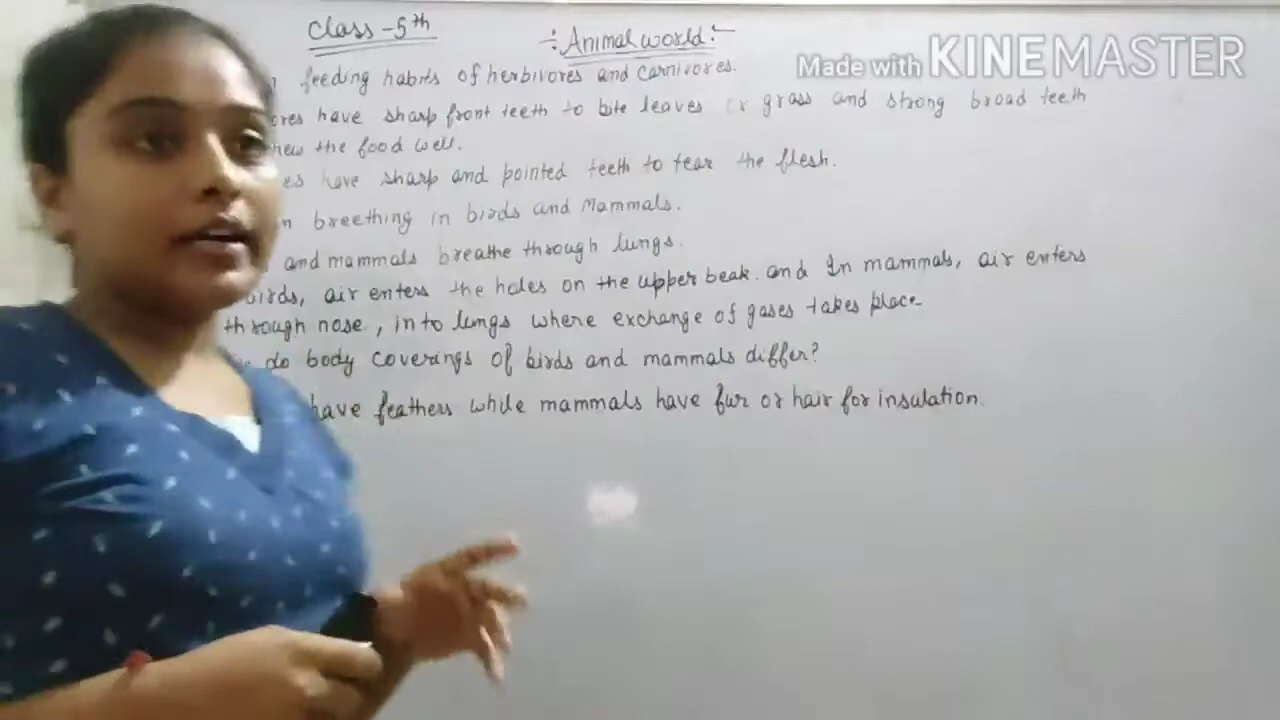 Class - 5th
÷ Animal world :-
Made with KINEMASTER
feeding habits of herbivores and carnivores.
ores have sharp front teeth to bite leaves or grass and strong broad teeth
hew the food well.
es have sharp and pointed teeth to tear the flesh.
n breething in birds and Mammals.
and mammals breathe through lungs.
birds, air enters the holes on the upper beak. and In mammals, air enters
through nose, into lungs where exchange of gases takes place
do body coverings of birds and mammals differ?
have feathers while mammals have fur or hair for insulation.